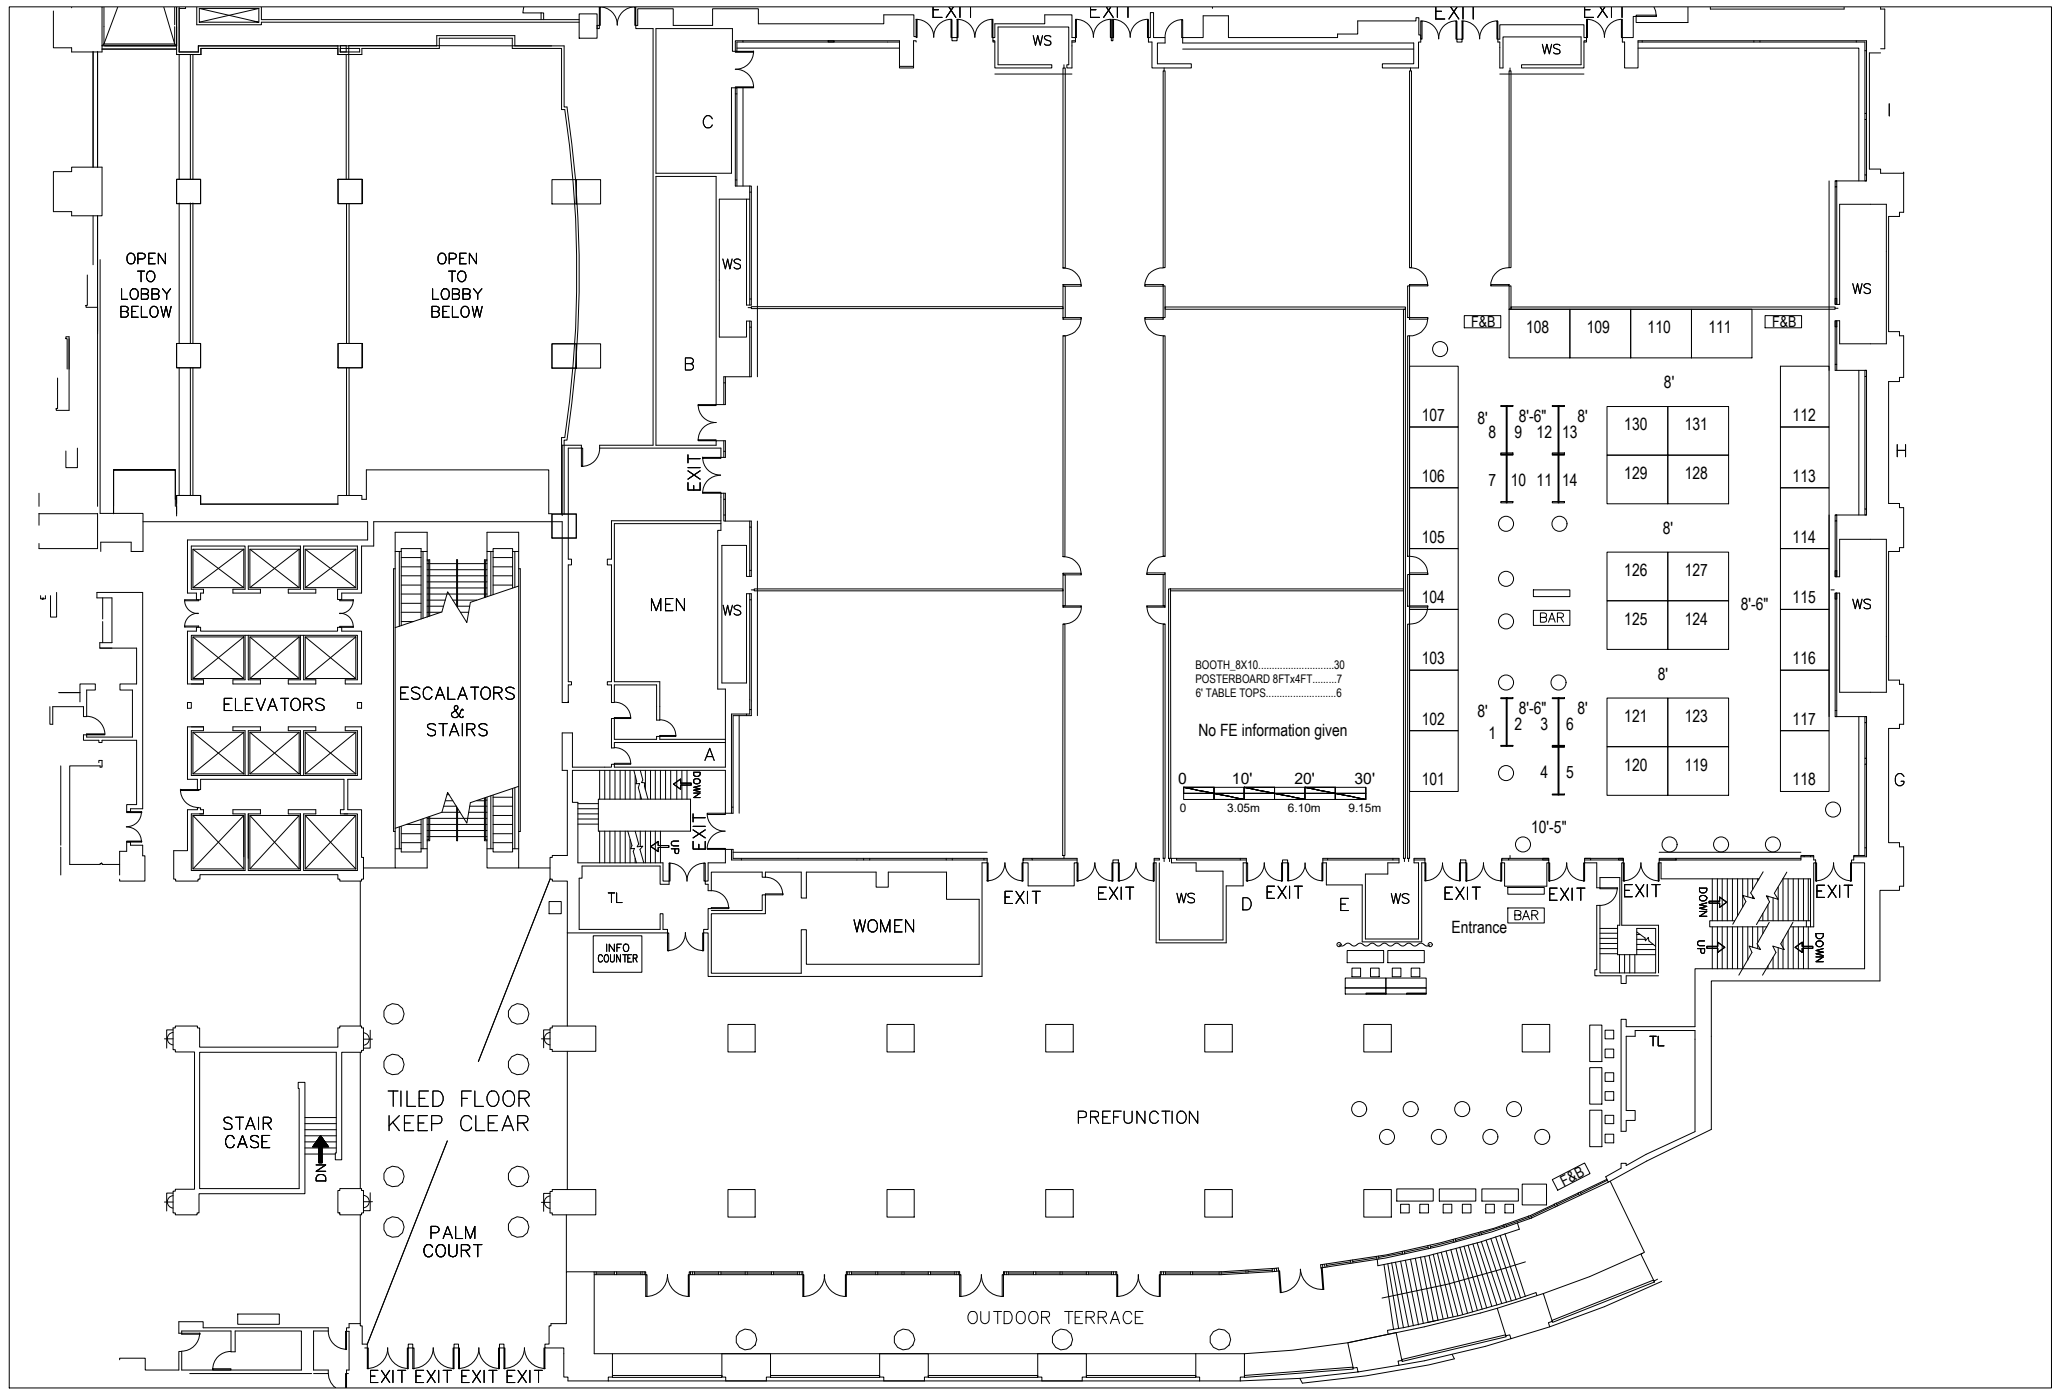 EXIT
EXIT
EXIT
EXIT
WS
WS
C
I
OPEN
TO
LOBBY
BELOW
OPEN
TO
LOBBY
BELOW
WS
WS
F&B
108
109
110
111
F&B
B
8'
107
8'
8'-6"
8'
8
9
12
13
130
131
112
H
EXIT
106
7
10
11
14
129
128
113
8'
105
114
126
127
MEN
WS
104
BAR
125
124
8'-6"
115
WS
ELEVATORS
ESCALATORS
&
STAIRS
BOOTH_8X10............................30
POSTERBOARD 8FTx4FT.........7
6' TABLE TOPS..........................6
103
8'
116
No FE information given
102
8'
8'-6"
8'
1
2
3
6
121
123
117
A
DOWN
0
10'
20'
30'
0
3.05m
6.10m
9.15m
101
4
5
120
119
118
G
EXIT
UP
10'-5"
TL
EXIT
EXIT
WS
D
EXIT
E
WS
EXIT
EXIT
EXIT
EXIT
DOWN
BAR
Entrance
WOMEN
UP
DOWN
INFO
COUNTER
TL
TILED FLOOR
KEEP CLEAR
STAIR
CASE
PREFUNCTION
DN
F&B
PALM
COURT
OUTDOOR TERRACE
EXIT
EXIT
EXIT
EXIT